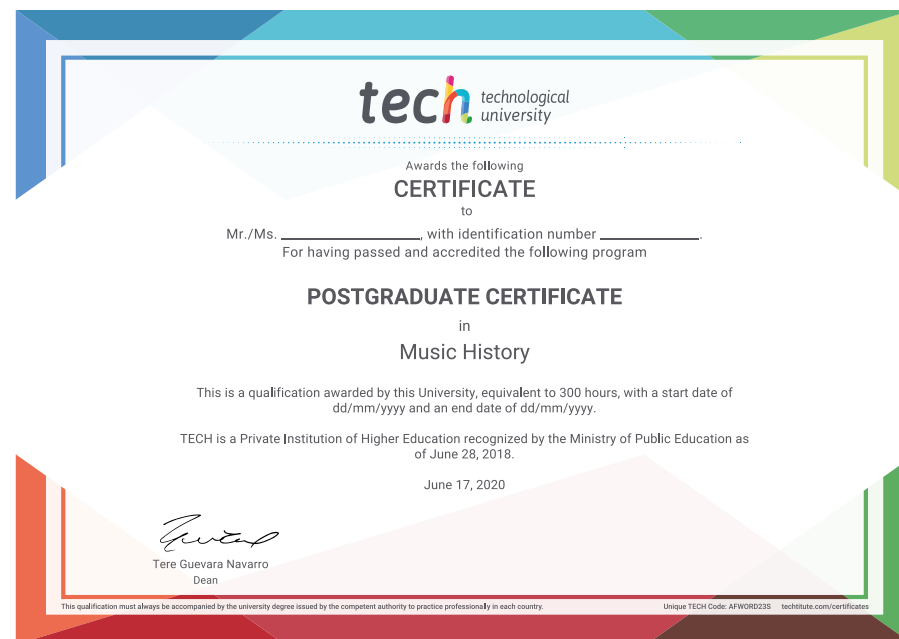 tech technological
university
Awards the following
CERTIFICATE
to
Mr./Ms. ________________, with identification number ____________.
For having passed and accredited the following program
POSTGRADUATE CERTIFICATE
in
Music History
This is a qualification awarded by this University, equivalent to 300 hours, with a start date of
dd/mm/yyyy and an end date of dd/mm/yyyy.
TECH is a Private Institution of Higher Education recognized by the Ministry of Public Education as
of June 28, 2018.
June 17, 2020
Tere Guevara Navarro
Dean
This qualification must always be accompanied by the university degree issued by the competent authority to practice professionally in each country. Unique TECH Code: AFWORD23S techtitute.com/certificates